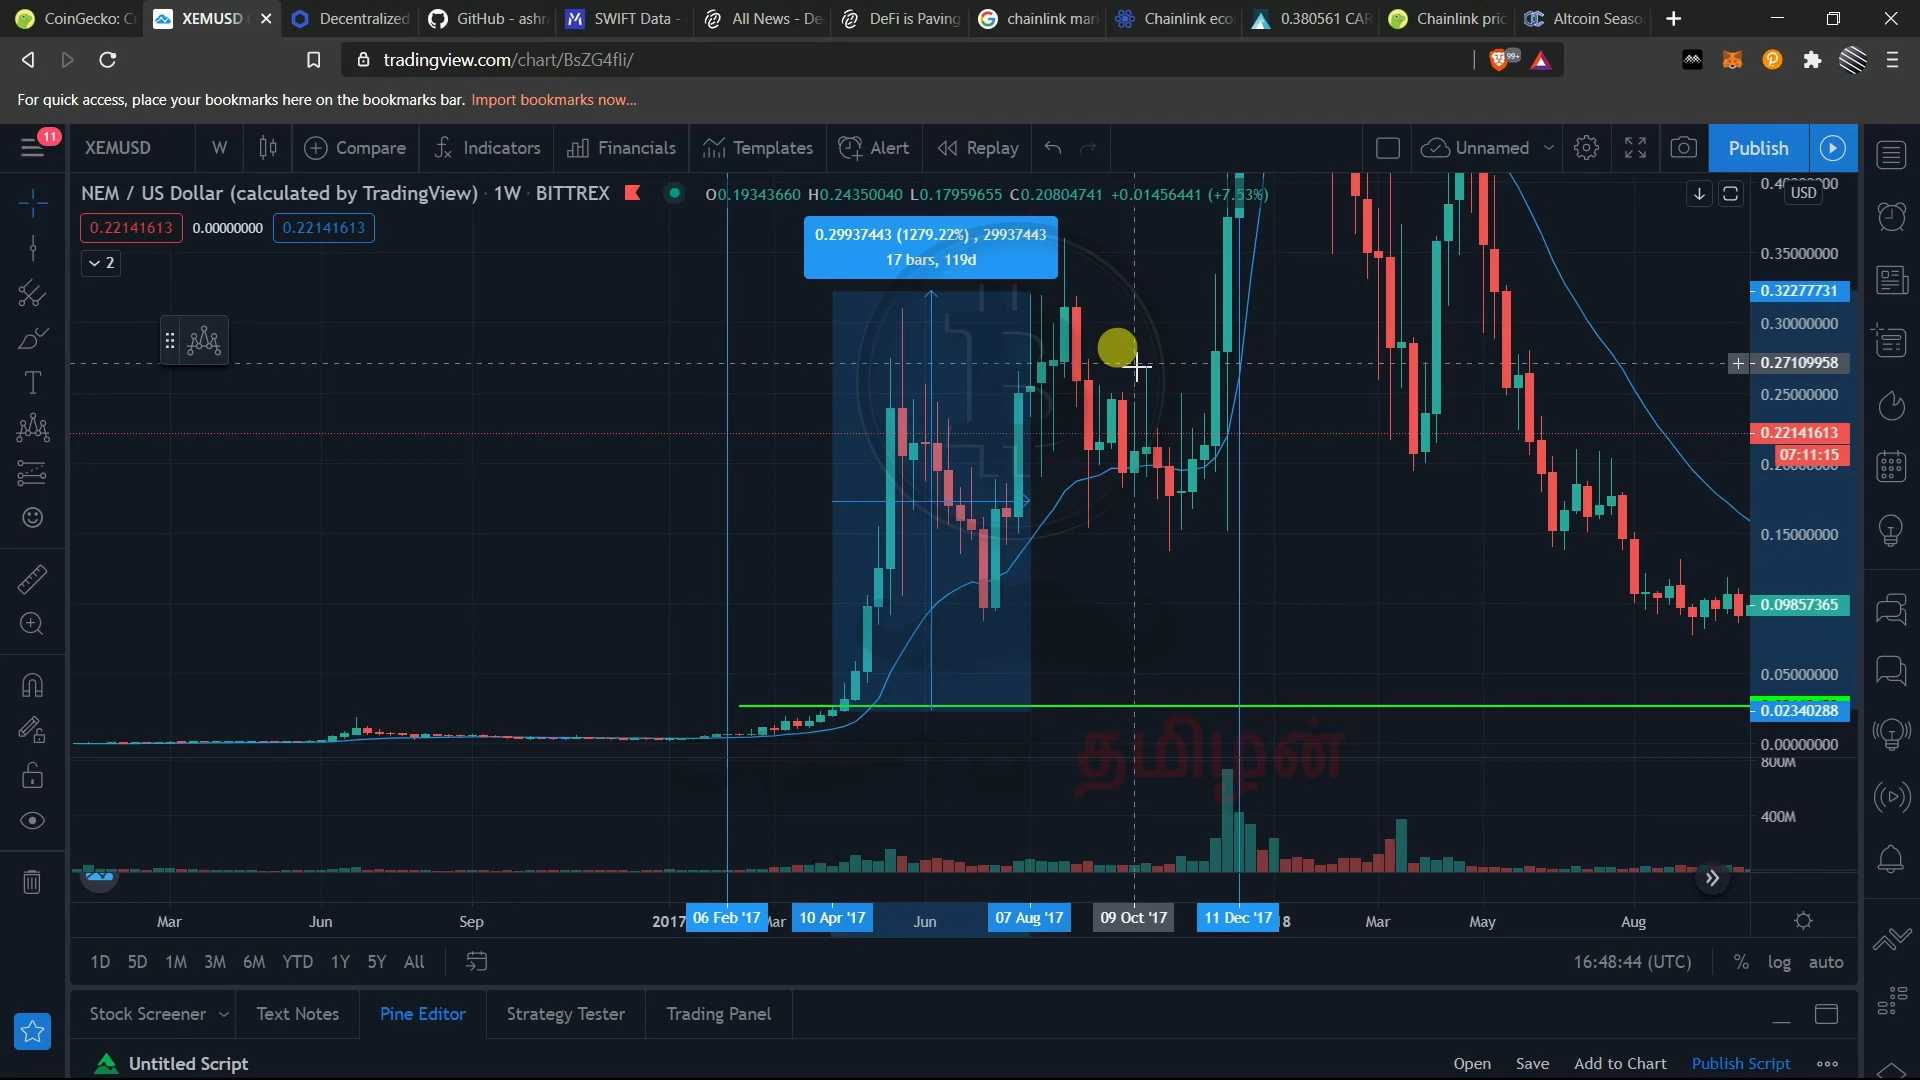 CoinGecko: C
XEMUSD
Decentralized
GitHub - ashr
SWIFT Data -
All News - De
DeFi is Paving
chainlink mar
Chainlink eco
0.380561 CAR
Chainlink pric
Altcoin Seaso
tradingview.com/chart/BsZG4fli/
99+
For quick access, place your bookmarks here on the bookmarks bar. Import bookmarks now...
11
XEMUSD
W
Compare
Indicators
Financials
Templates
Alert
Replay
Unnamed
Publish
NEM / US Dollar (calculated by TradingView) · 1W · BITTREX
O0.19343660 H0.24350040 L0.17959655 C0.20804741 +0.01456441 (+7.53%)
USD
0.22141613
0.00000000
0.22141613
2
0.29937443 (1279.22%) , 29937443
17 bars, 119d
0.35000000
0.32277731
0.30000000
0.27109958
0.25000000
0.22141613
07:11:15
0.15000000
0.09857365
0.05000000
0.02340288
0.00000000
800M
400M
தமிழன்
Mar
Jun
Sep
2017
06 Feb '17
Mar
10 Apr '17
Jun
07 Aug '17
09 Oct '17
11 Dec '17
8
Mar
May
Aug
1D
5D
1M
3M
6M
YTD
1Y
5Y
All
16:48:44 (UTC)
%
log
auto
Stock Screener
Text Notes
Pine Editor
Strategy Tester
Trading Panel
Untitled Script
Open
Save
Add to Chart
Publish Script